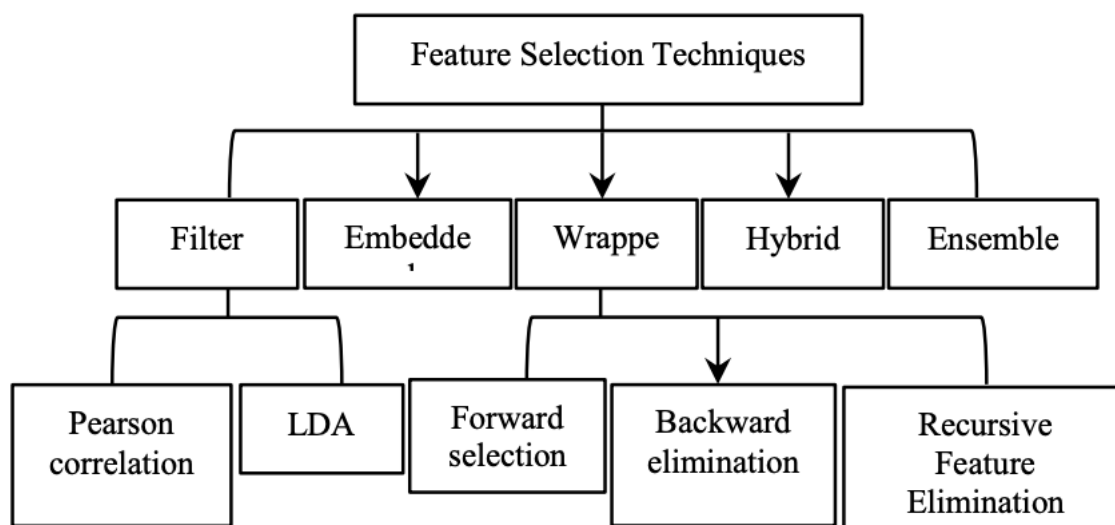 Feature Selection Techniques
Filter
Embedde
Wrappe
Hybrid
Ensemble
Pearson
correlation
LDA
Forward
selection
Backward
elimination
Recursive
Feature
Elimination